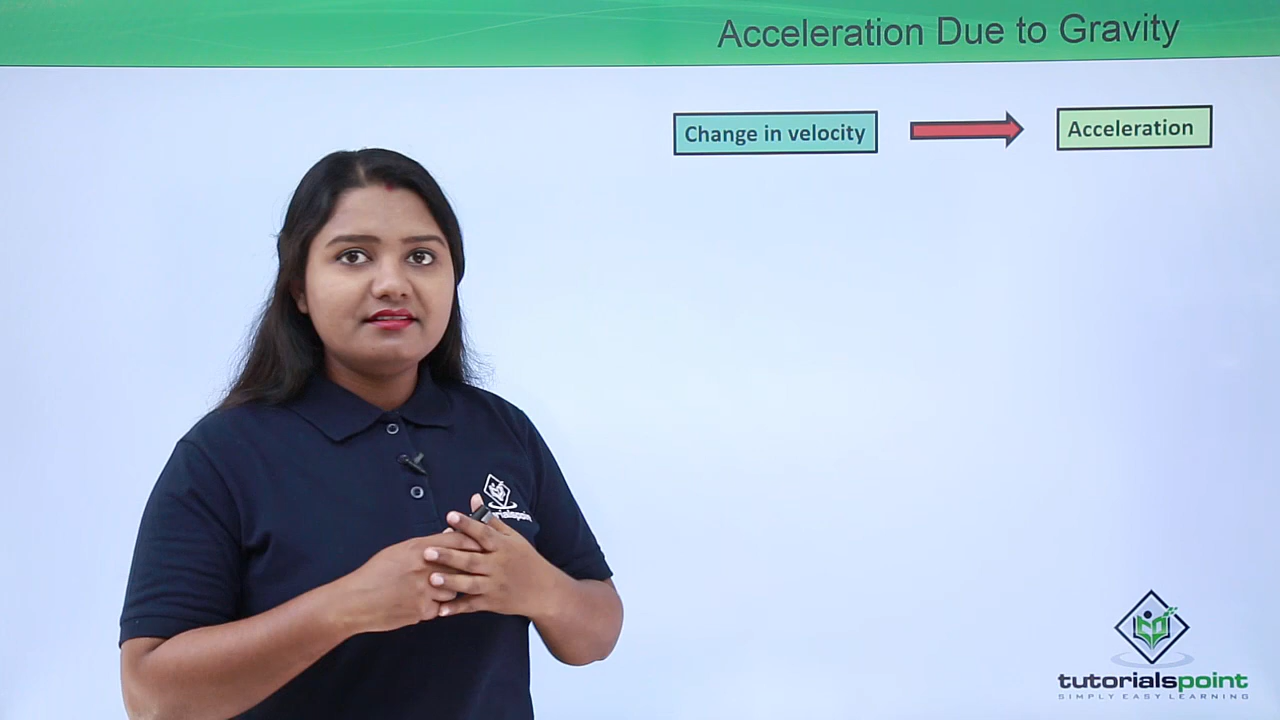 Acceleration Due to Gravity
Change in velocity
Acceleration
tutorialspoint
SIMPLY EASY LEARNING